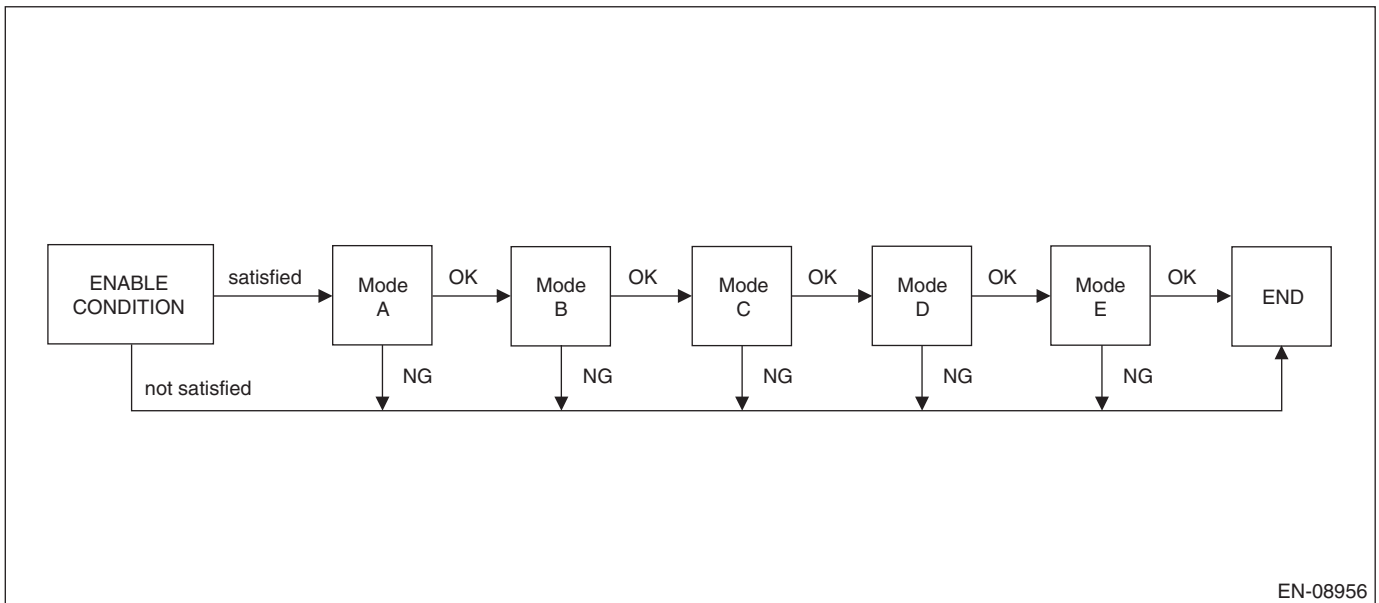 ENABLE
CONDITION
satisfied
not satisfied
Mode
A
OK
NG
Mode
B
OK
NG
Mode
C
OK
NG
Mode
D
OK
NG
Mode
E
OK
NG
END
EN-08956